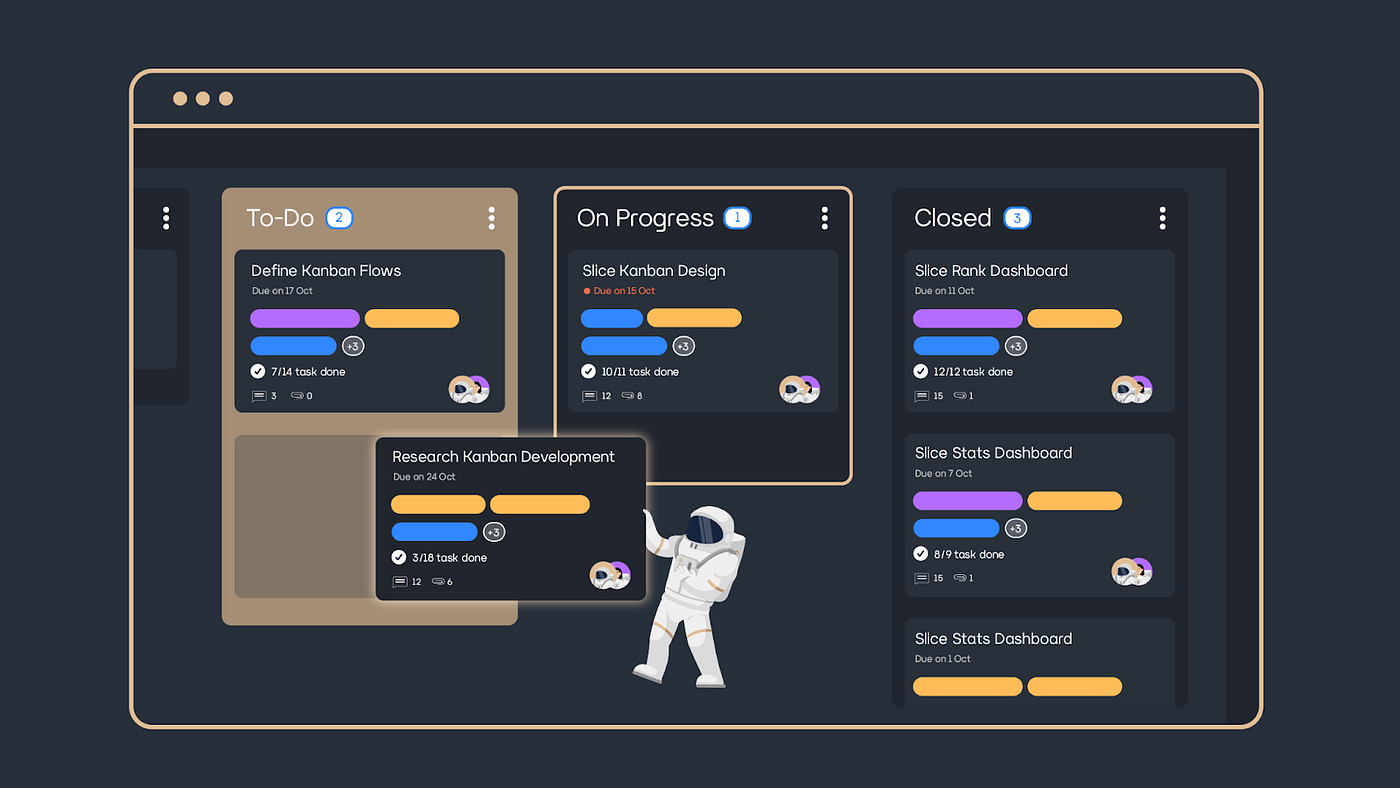 To-Do 2
Define Kanban Flows
Due on 17 Oct
+3
7/14 task done
3 0
Research Kanban Development
Due on 24 Oct
+3
3/18 task done
12 6
On Progress 1
Slice Kanban Design
Due on 15 Oct
+3
10/11 task done
12 8
Closed 3
Slice Rank Dashboard
Due on 11 Oct
+3
12/12 task done
15 1
Slice Stats Dashboard
Due on 7 Oct
+3
8/9 task done
15 1
Slice Stats Dashboard
Due on 1 Oct